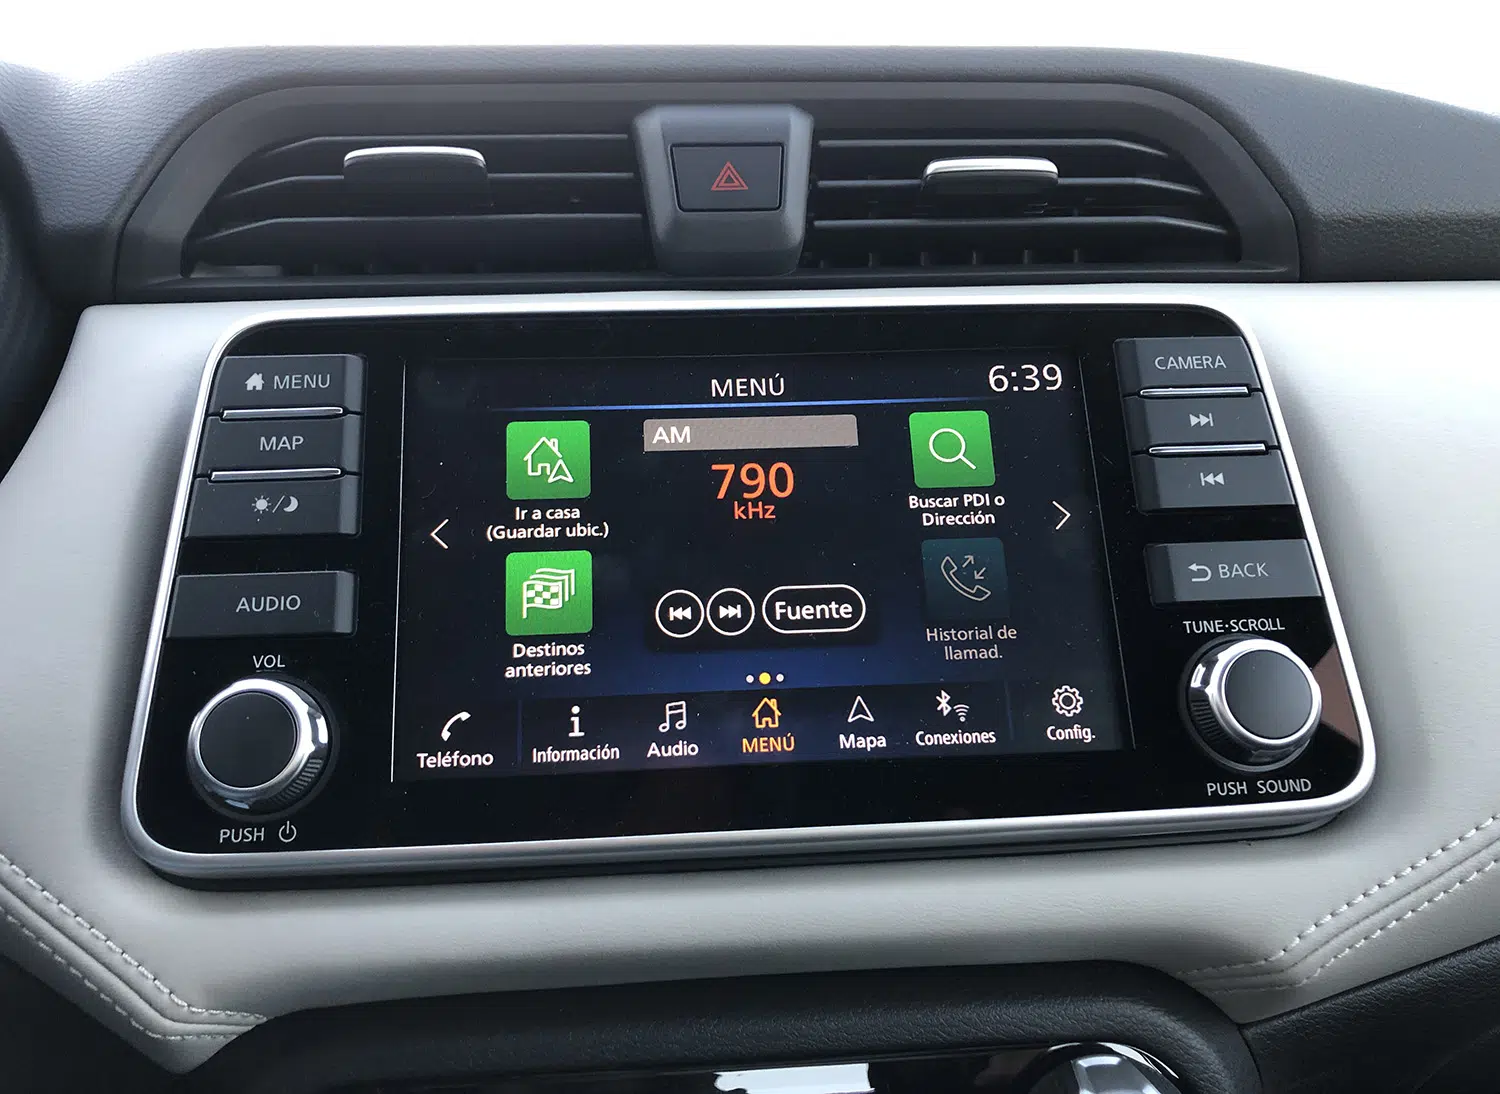 MENU
MAP
AUDIO
VOL
PUSH
MENÚ
6:39
AM
790
kHz
Ir a casa
(Guardar ubic.)
Destinos
anteriores
Fuente
Buscar PDI o
Dirección
Historial de
llamad.
Teléfono
Información
Audio
MENÚ
Mapa
Conexiones
Config.
CAMERA
BACK
TUNE·SCROLL
PUSH SOUND